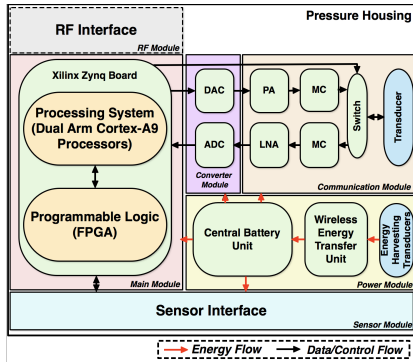 Pressure Housing
RF Interface
RF Module
Xilinx Zynq Board
Processing System
(Dual Arm Cortex-A9
Processors)
Programmable Logic
(FPGA)
Main Module
DAC
ADC
Converter
Module
PA
MC
LNA
MC
Switch
Transducer
Communication Module
Central Battery
Unit
Wireless
Energy
Transfer
Unit
Energy
Harvesting
Transducers
Power Module
Sensor Interface
Sensor Module
Energy Flow
Data/Control Flow